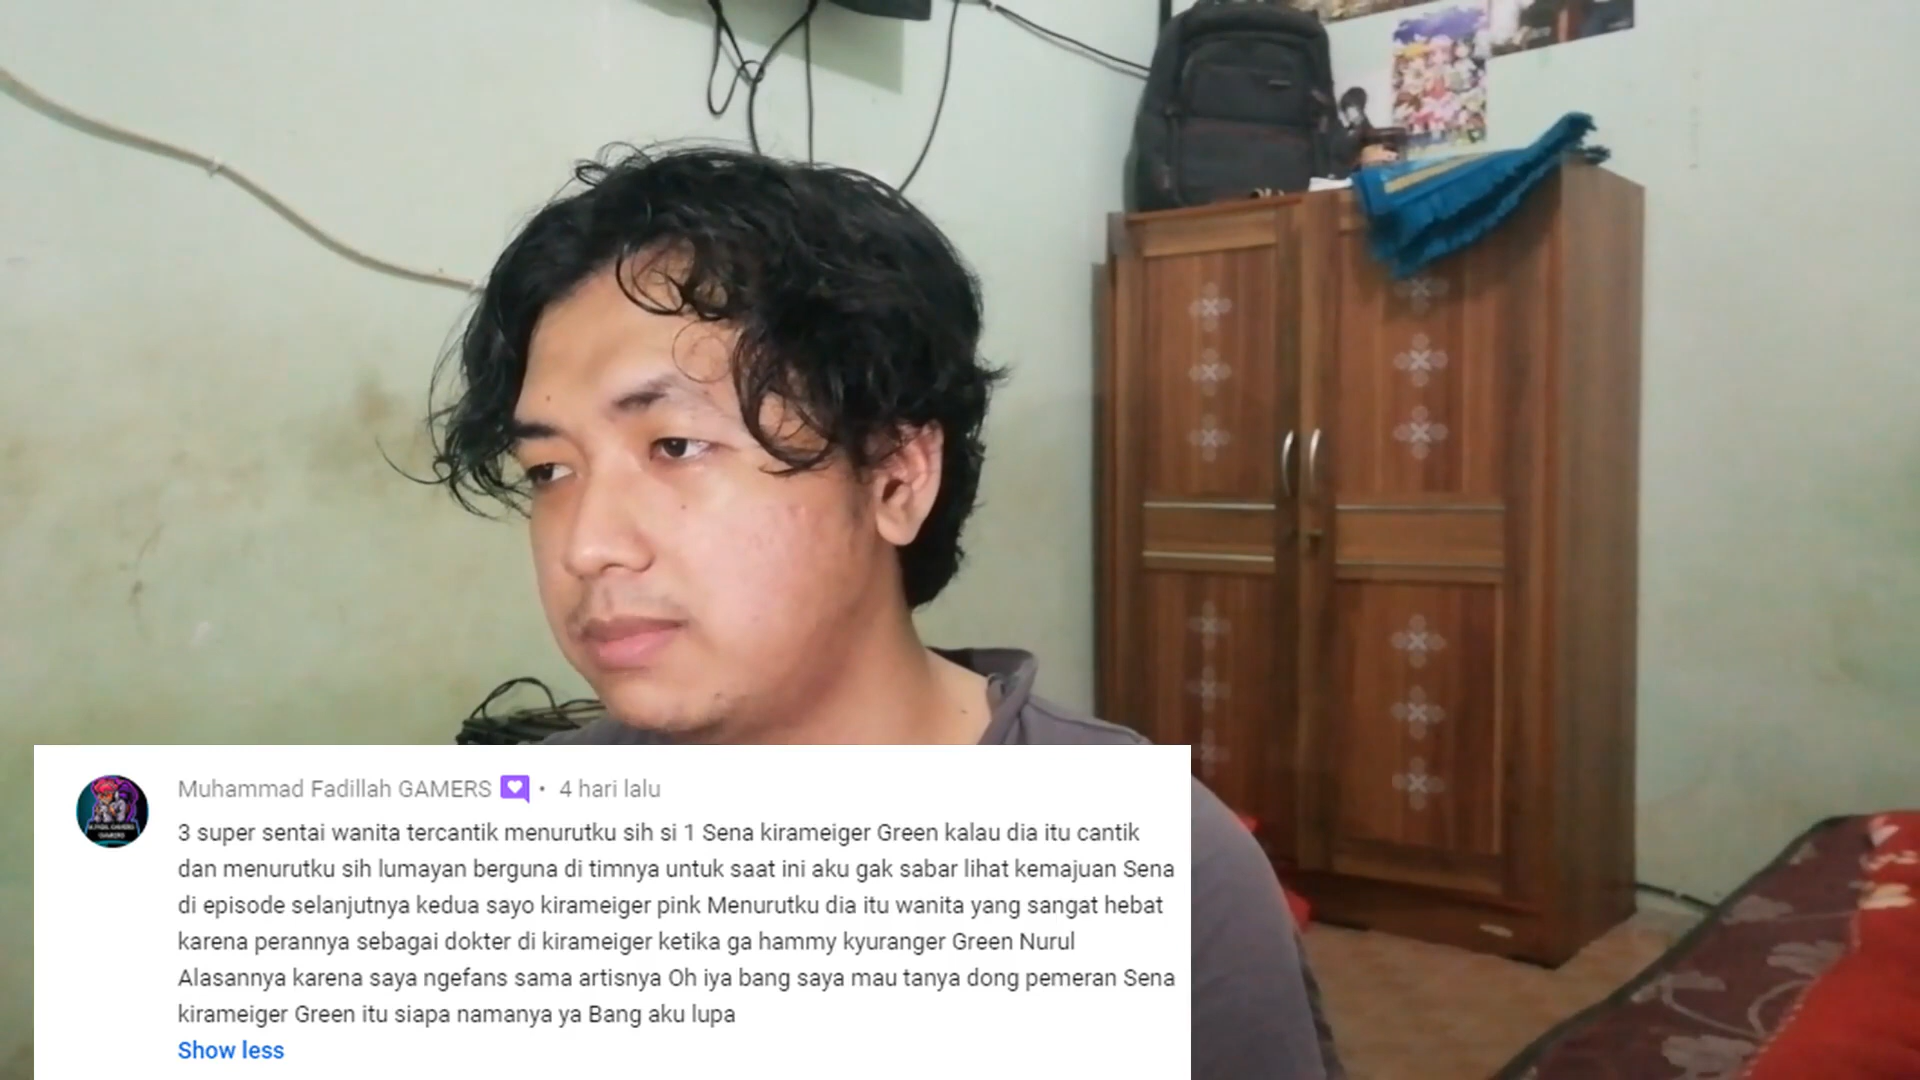 Muhammad Fadillah GAMERS • 4 hari lalu
3 super sentai wanita tercantik menurutku sih si 1 Sena kirameiger Green kalau dia itu cantik
dan menurutku sih lumayan berguna di timnya untuk saat ini aku gak sabar lihat kemajuan Sena
di episode selanjutnya kedua sayo kirameiger pink Menurutku dia itu wanita yang sangat hebat
karena perannya sebagai dokter di kirameiger ketika ga hammy kyuranger Green Nurul
Alasannya karena saya ngefans sama artisnya Oh iya bang saya mau tanya dong pemeran Sena
kirameiger Green itu siapa namanya ya Bang aku lupa
Show less